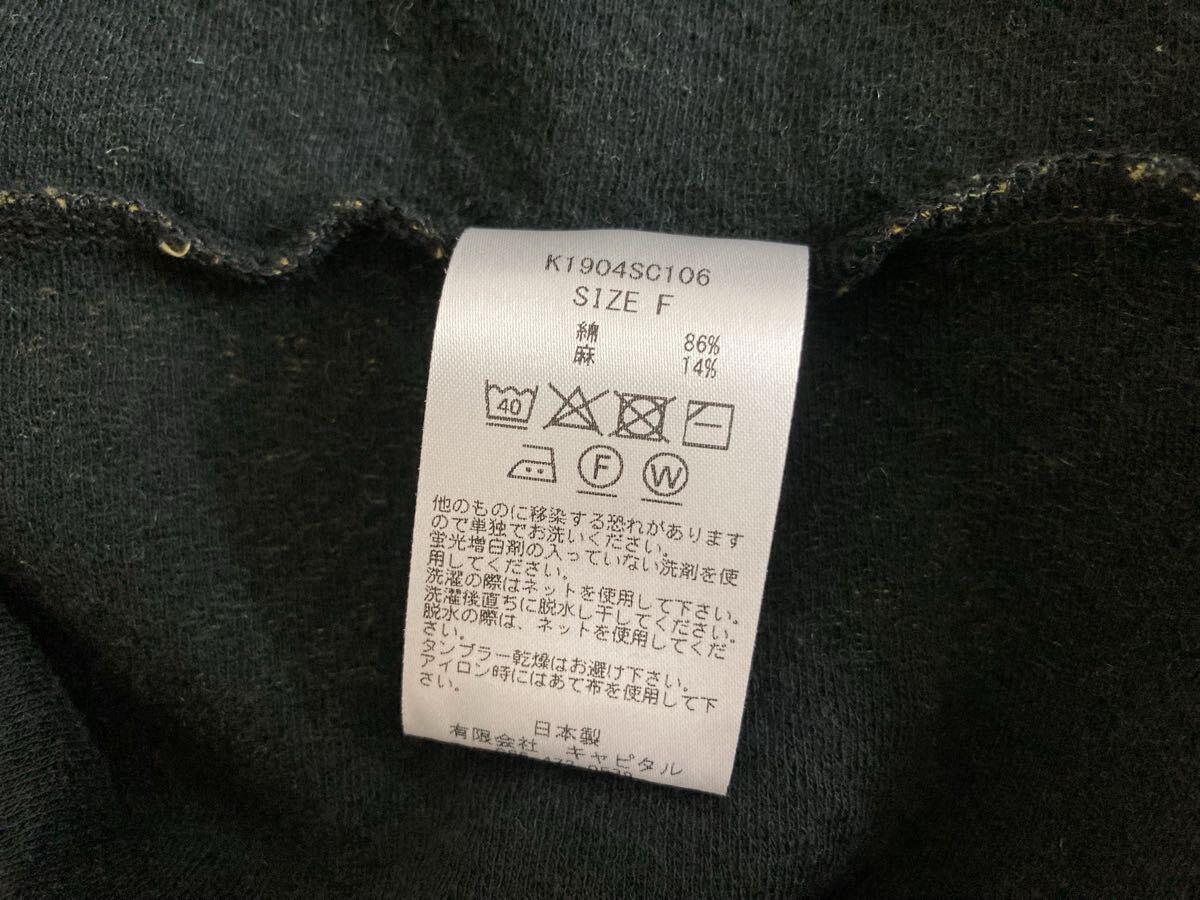 K1904SC106
SIZE F
綿 86%
麻 14%
40
F W
他のものに移染する恐れがあります
ので単独でお洗いください。
蛍光増白剤の入っていない洗剤を使
用してください。
洗濯の際はネットを使用して下さい。
洗濯後直ちに脱水し干してください。
脱水の際は、ネットを使用してくだ
さい。
タンブラー乾燥はお避け下さい。
アイロン時にはあて布を使用して下
さい。
日本製
有限会社 キャピタル